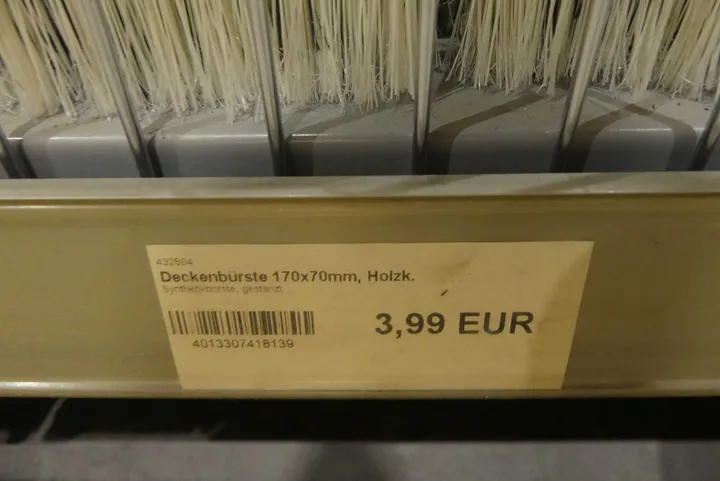 432664
Deckenbürste 170x70mm, Holzk.
Synthetikborste, gestanzt
3,99 EUR
4013307418139